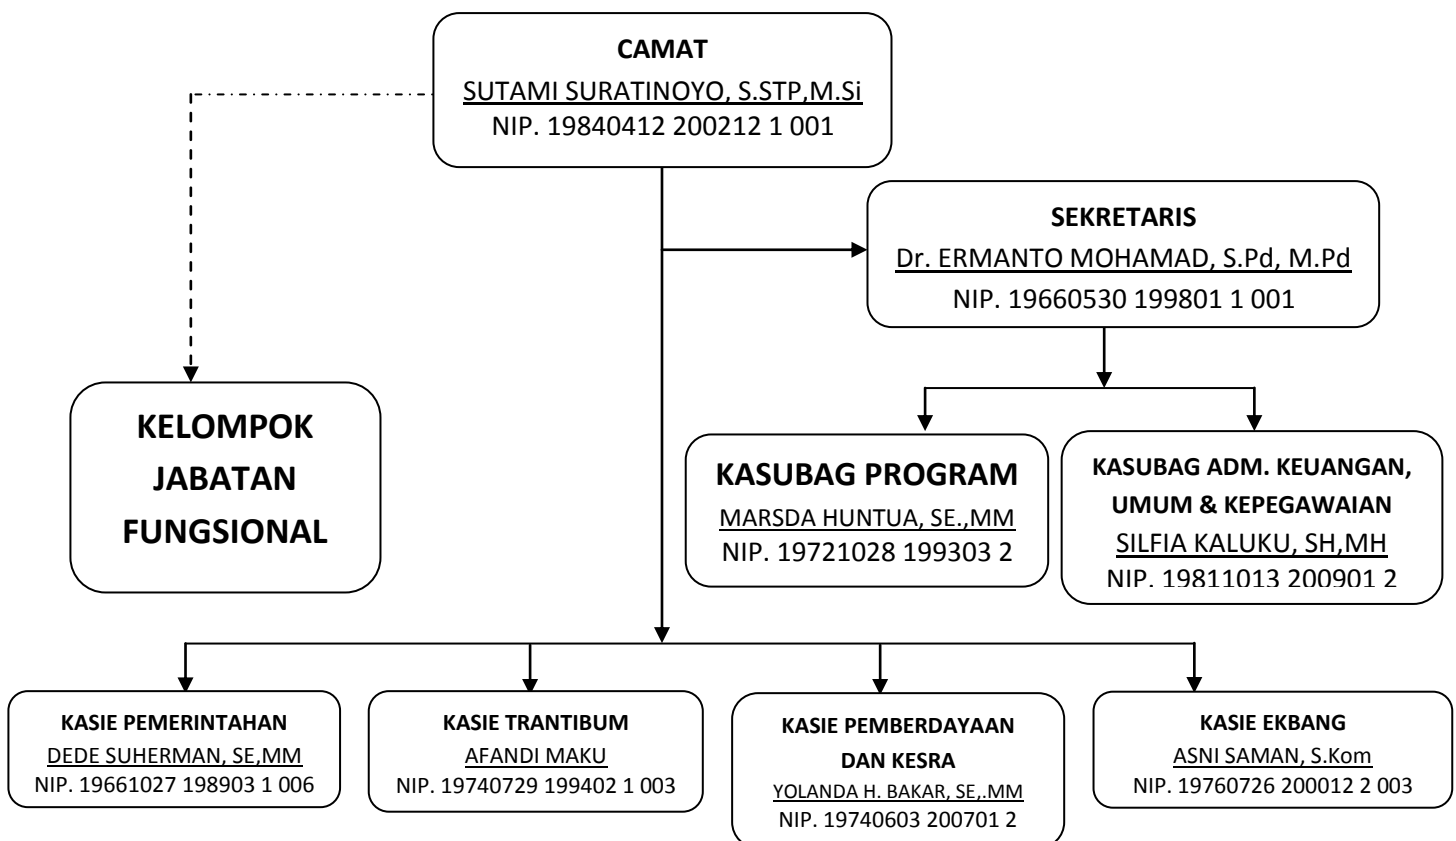 CAMAT
SUTAMI SURATINOYO, S.STP,M.Si
NIP. 19840412 200212 1 001
SEKRETARIS
Dr. ERMANTO MOHAMAD, S.Pd, M.Pd
NIP. 19660530 199801 1 001
KELOMPOK
JABATAN
FUNGSIONAL
KASUBAG PROGRAM
MARSDA HUNTUA, SE.,MM
NIP. 19721028 199303 2
KASUBAG ADM. KEUANGAN,
UMUM & KEPEGAWAIAN
SILFIA KALUKU, SH,MH
NIP. 19811013 200901 2
KASIE PEMERINTAHAN
DEDE SUHERMAN, SE,MM
NIP. 19661027 198903 1 006
KASIE TRANTIBUM
AFANDI MAKU
NIP. 19740729 199402 1 003
KASIE PEMBERDAYAAN
DAN KESRA
YOLANDA H. BAKAR, SE,.MM
NIP. 19740603 200701 2
KASIE EKBANG
ASNI SAMAN, S.Kom
NIP. 19760726 200012 2 003